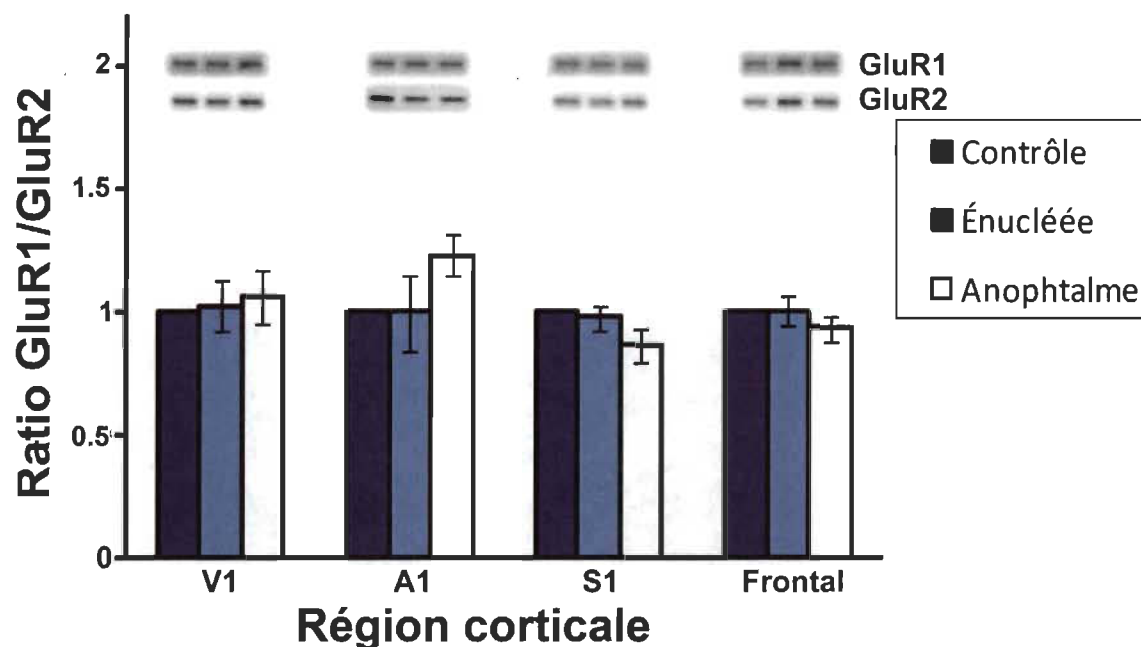 GluR1
GluR2
Contrôle
Énucléée
Anophtalme
Ratio GluR1/GluR2
2
1.5
1
0.5
0
V1 A1 S1 Frontal
Région corticale